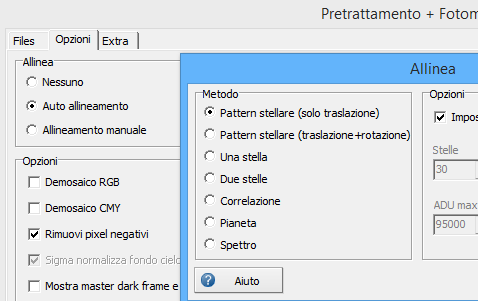 Pretrattamento + Fotom
Files Opzioni Extra
Allinea
Nessuno
Auto allineamento
Allineamento manuale
Opzioni
Demosaico RGB
Demosaico CMY
Rimuovi pixel negativi
Sigma normalizza fondo cielo
Mostra master dark frame e
Allinea
Metodo
Pattern stellare (solo traslazione)
Pattern stellare (traslazione+rotazione)
Una stella
Due stelle
Correlazione
Pianeta
Spettro
Aiuto
Opzioni
Impos
Stelle
30
ADU max
95000